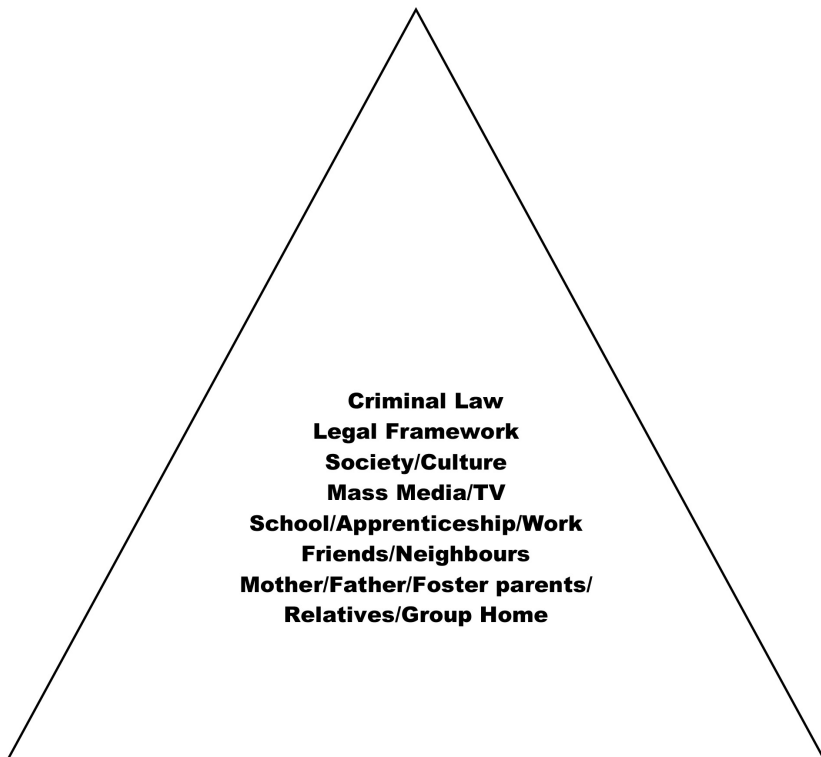 Criminal Law
Legal Framework
Society/Culture
Mass Media/TV
School/Apprenticeship/Work
Friends/Neighbours
Mother/Father/Foster parents/
Relatives/Group Home